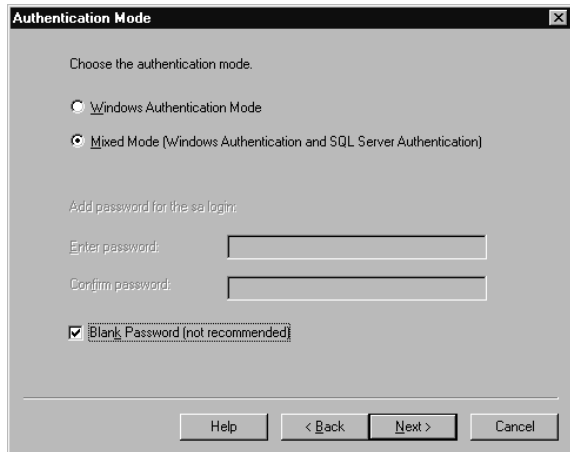 Authentication Mode
Choose the authentication mode.
Windows Authentication Mode
Mixed Mode (Windows Authentication and SQL Server Authentication)
Add password for the sa login:
Enter password:
Confirm password:
Blank Password (not recommended)
Help < Back Next > Cancel